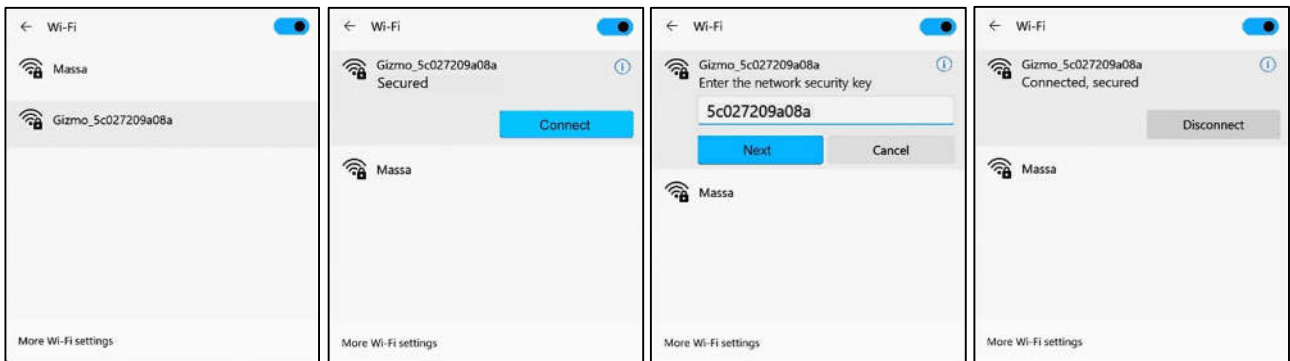 ← Wi-Fi
Massa
Gizmo_5c027209a08a
More Wi-Fi settings
← Wi-Fi
Gizmo_5c027209a08a
Secured
Connect
Massa
More Wi-Fi settings
← Wi-Fi
Gizmo_5c027209a08a
Enter the network security key
5c027209a08a
Next Cancel
Massa
More Wi-Fi settings
← Wi-Fi
Gizmo_5c027209a08a
Connected, secured
Disconnect
Massa
More Wi-Fi settings